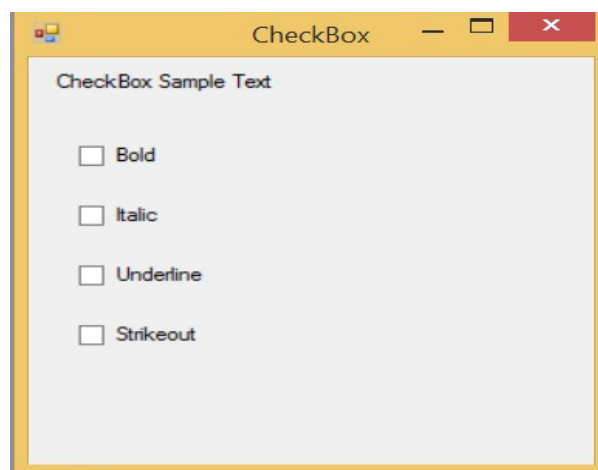 CheckBox
CheckBox Sample Text
Bold
Italic
Underline
Strikeout